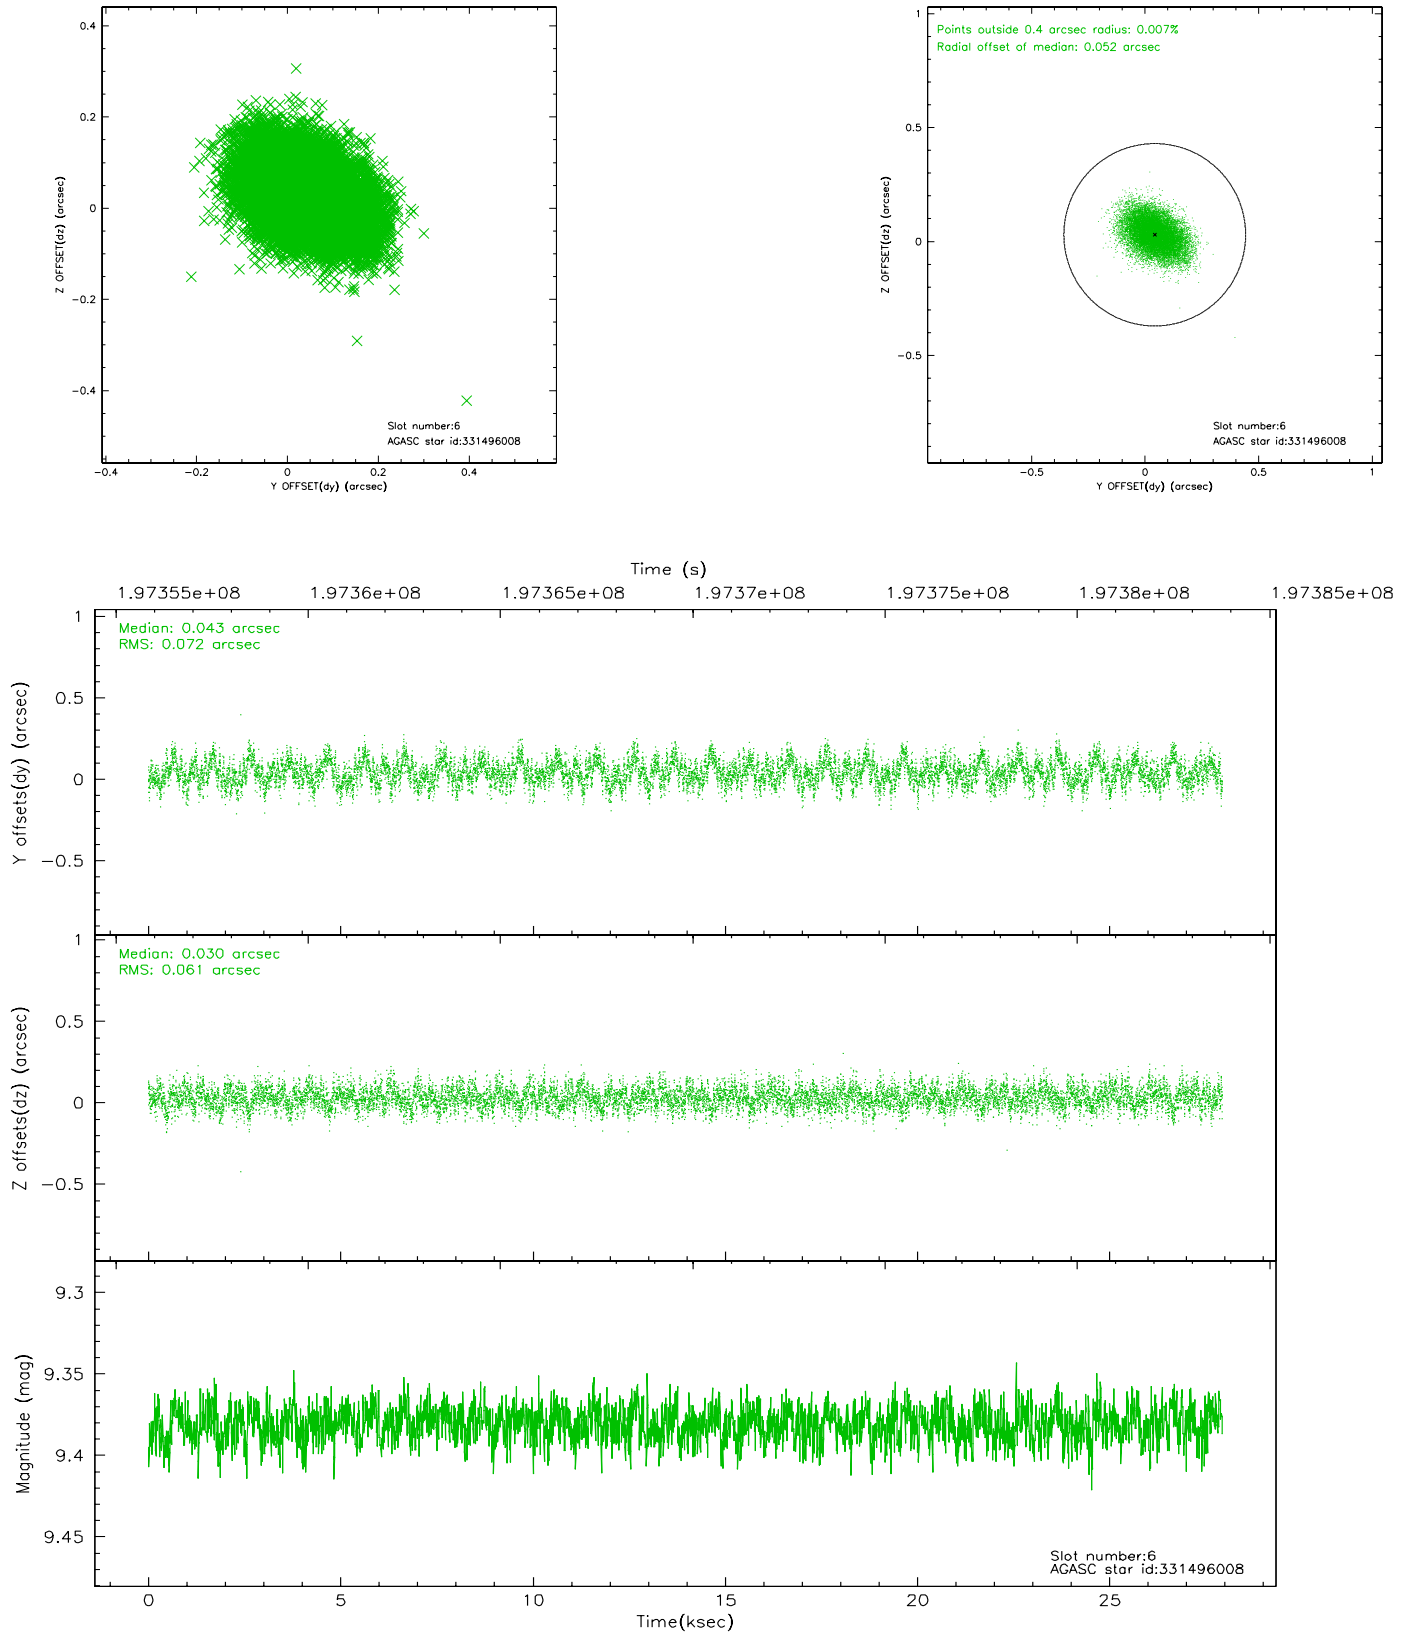 0.4
0.2
0
−0.2
−0.4
Z OFFSET(dz) (arcsec)
Slot number:6
AGASC star id:331496008
−0.4 −0.2 0 0.2 0.4
Y OFFSET(dy) (arcsec)
Points outside 0.4 arcsec radius: 0.007%
Radial offset of median: 0.052 arcsec
1
0.5
0
−0.5
Z OFFSET(dz) (arcsec)
Slot number:6
AGASC star id:331496008
−0.5 0 0.5 1
Y OFFSET(dy) (arcsec)
Time (s)
1.97355e+08 1.9736e+08 1.97365e+08 1.9737e+08 1.97375e+08 1.9738e+08 1.97385e+08
Median: 0.043 arcsec
RMS: 0.072 arcsec
1
0.5
0
−0.5
Y offsets(dy) (arcsec)
Median: 0.030 arcsec
RMS: 0.061 arcsec
1
0.5
0
−0.5
Z offsets(dz) (arcsec)
9.3
9.35
9.4
9.45
Magnitude (mag)
Slot number:6
AGASC star id:331496008
0 5 10 15 20 25
Time(ksec)